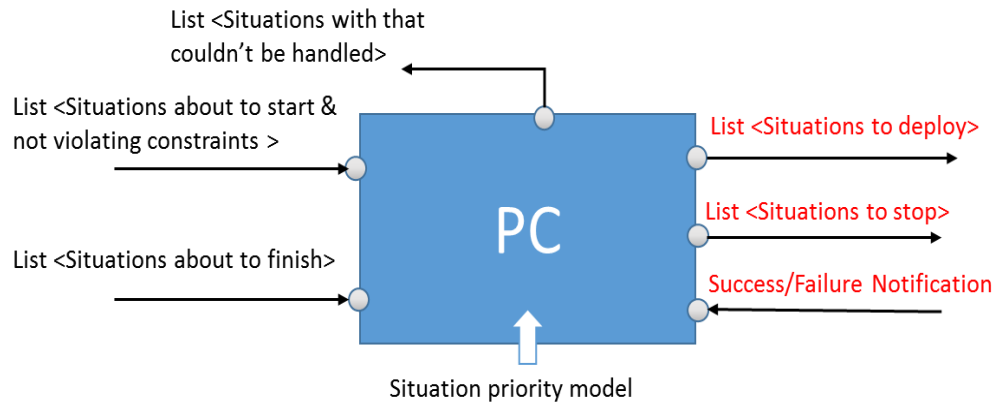 List <Situations with that
couldn't be handled>
List <Situations about to start &
not violating constraints >
List <Situations to deploy>
PC
List <Situations to stop>
List <Situations about to finish>
Success/Failure Notification
Situation priority model